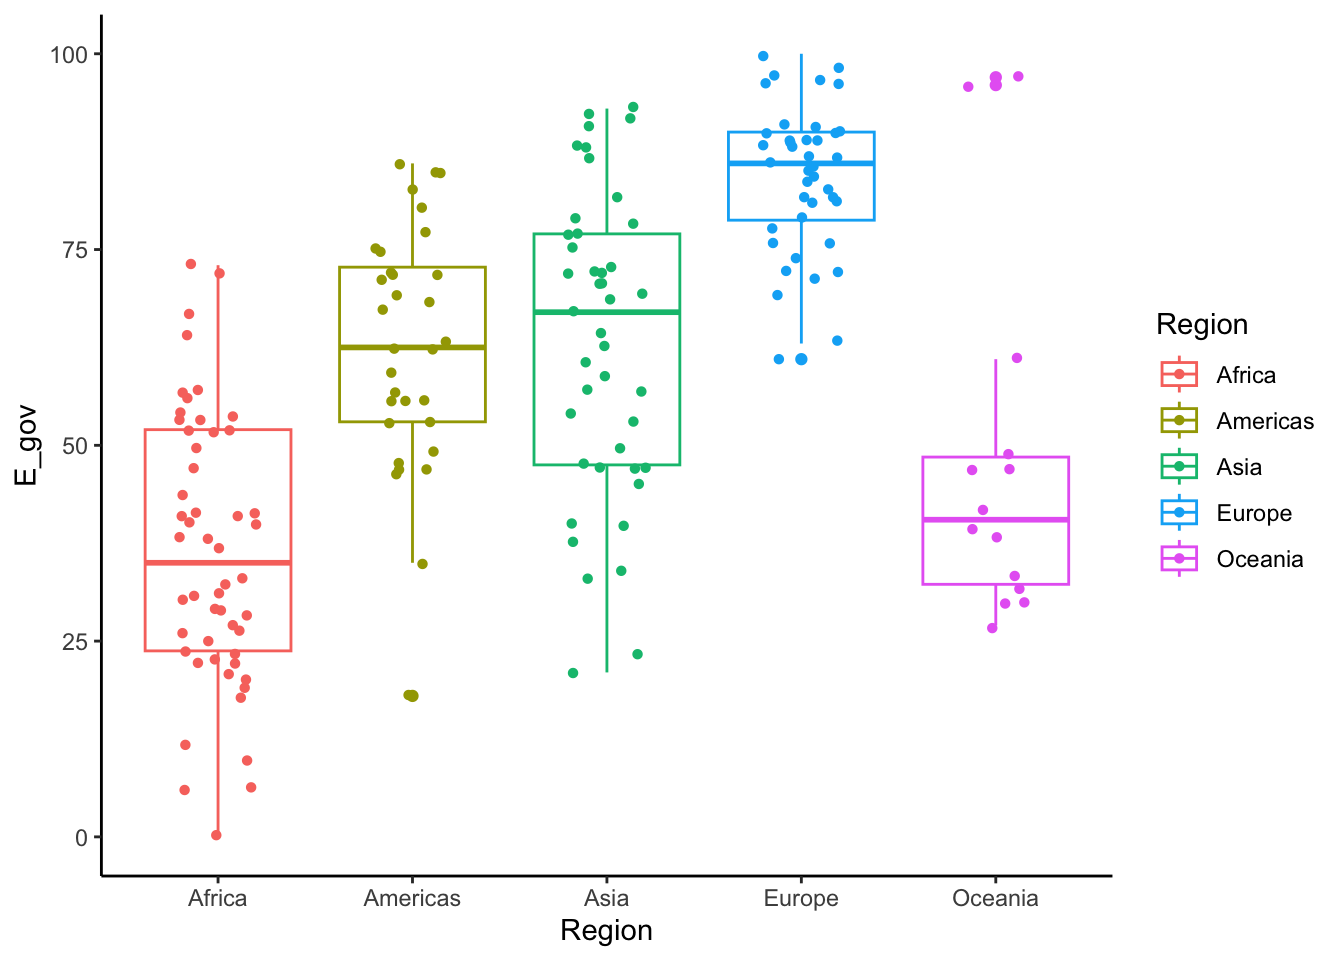 100
75
50
25
0
E_gov
Africa
Americas
Asia
Europe
Oceania
Region
Region
Africa
Americas
Asia
Europe
Oceania